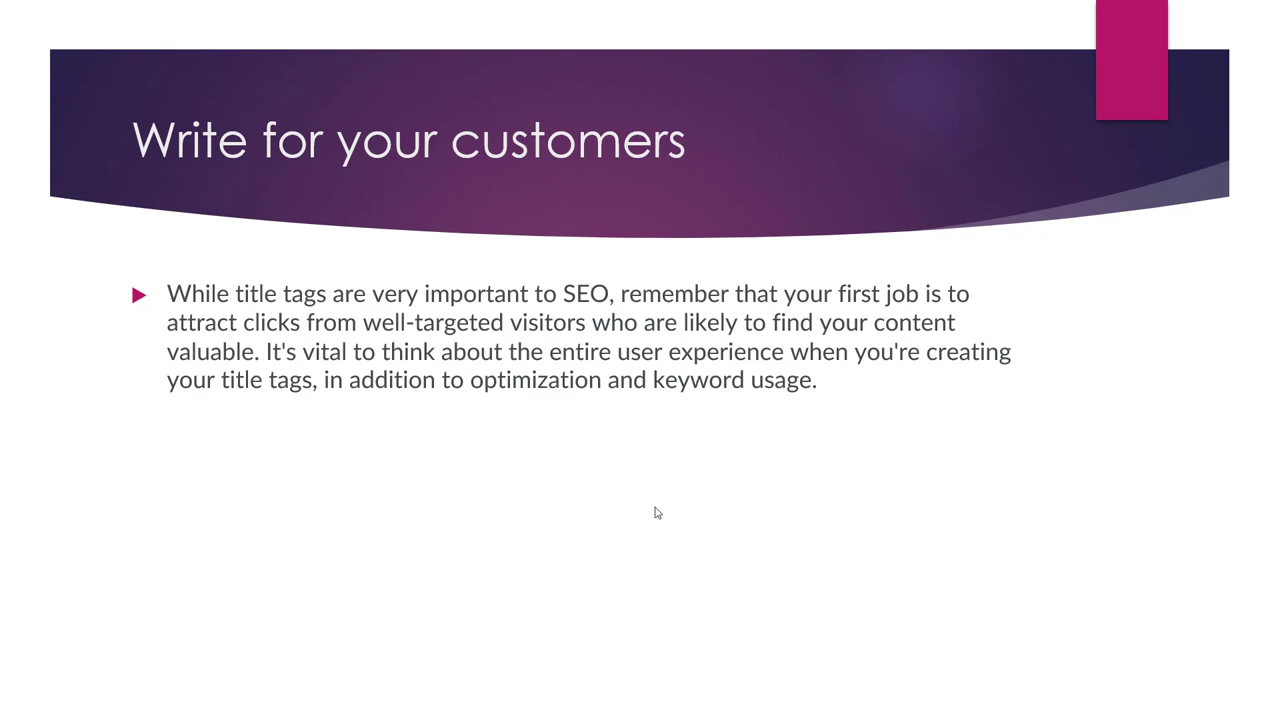 Write for your customers
While title tags are very important to SEO, remember that your first job is to
attract clicks from well-targeted visitors who are likely to find your content
valuable. It's vital to think about the entire user experience when you're creating
your title tags, in addition to optimization and keyword usage.